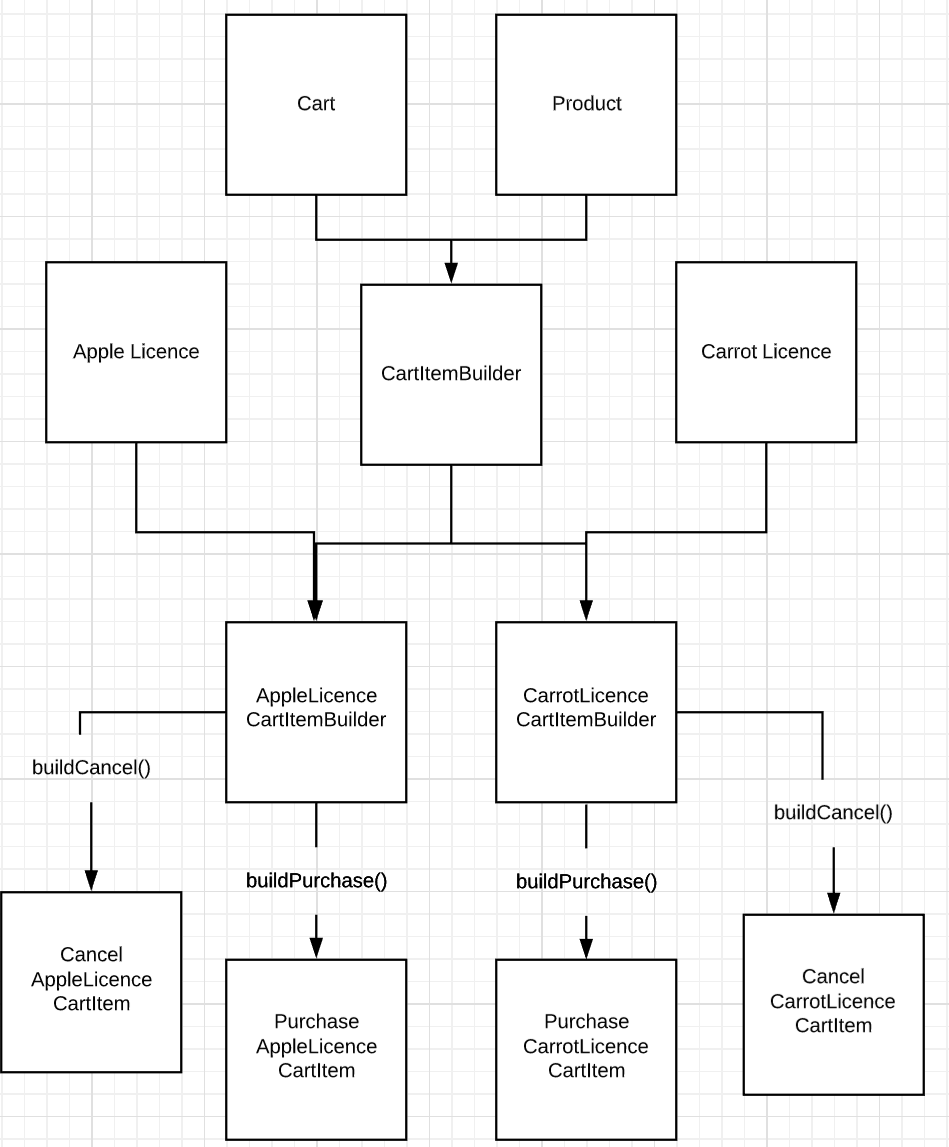 Cart
Product
Apple Licence
CartItemBuilder
Carrot Licence
AppleLicence
CartItemBuilder
CarrotLicence
CartItemBuilder
buildCancel()
buildCancel()
buildPurchase()
buildPurchase()
Cancel
AppleLicence
CartItem
Purchase
AppleLicence
CartItem
Purchase
CarrotLicence
CartItem
Cancel
CarrotLicence
CartItem